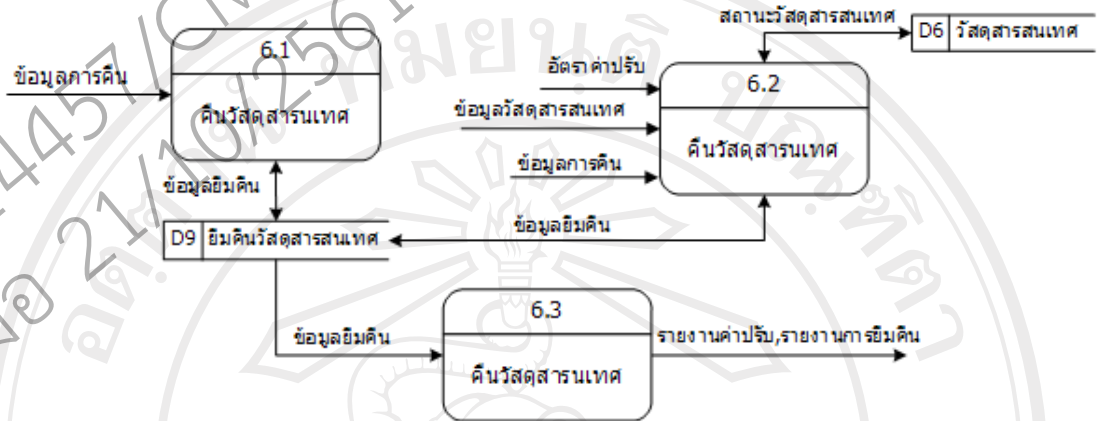 สถานะวัสดุสารสนเทศ
D6 วัสดุสารสนเทศ
6.1
ข้อมูลการคืน
คืนวัสดุสารนเทศ
อัตราค่าปรับ
6.2
ข้อมูลวัสดุสารสนเทศ
คืนวัสดุสารนเทศ
ข้อมูลการคืน
ข้อมูลยืมคืน
D9 ยืมคืนวัสดุสารสนเทศ
ข้อมูลยืมคืน
6.3
ข้อมูลยืมคืน
รายงานค่าปรับ,รายงานการยืมคืน
คืนวัสดุสารนเทศ
21/10/2561